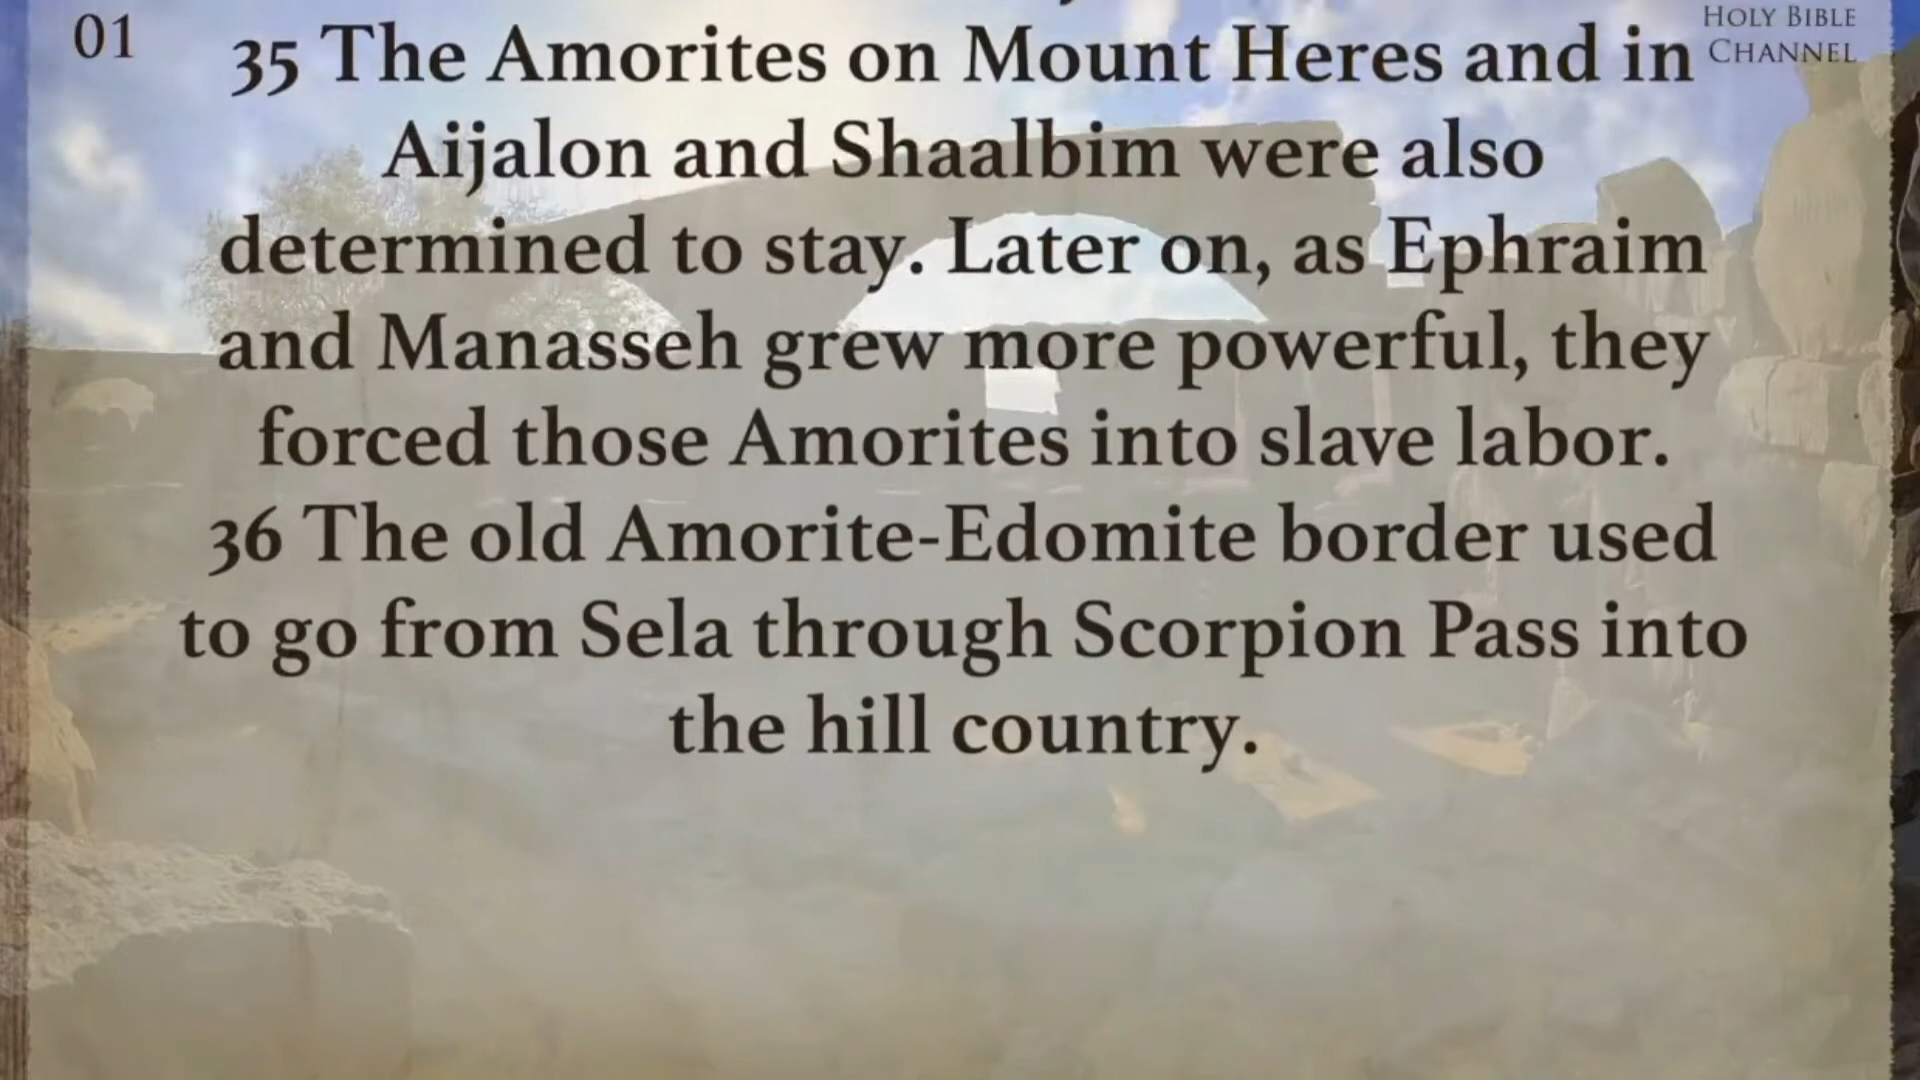 01
HOLY BIBLE
CHANNEL
35 The Amorites on Mount Heres and in
Aijalon and Shaalbim were also
determined to stay. Later on, as Ephraim
and Manasseh grew more powerful, they
forced those Amorites into slave labor.
36 The old Amorite-Edomite border used
to go from Sela through Scorpion Pass into
the hill country.